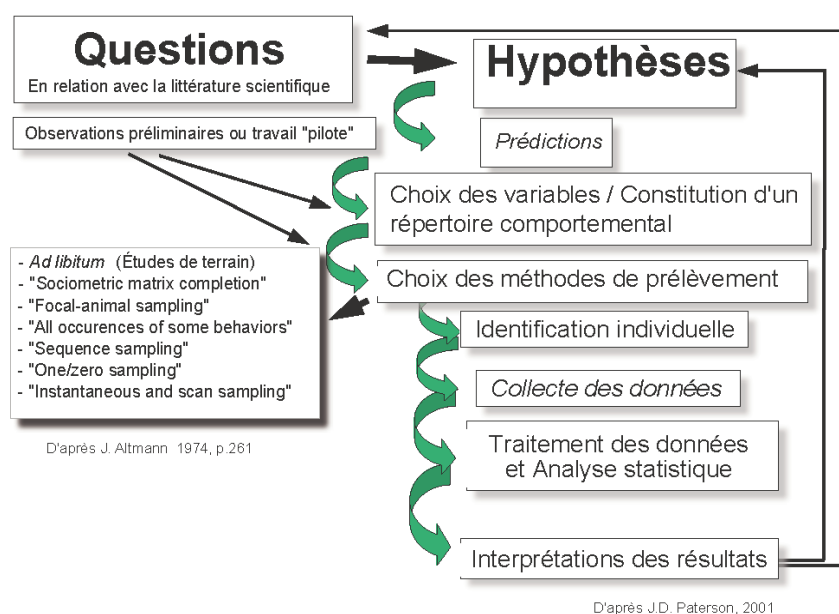 Questions
En relation avec la littérature scientifique
Hypothèses
Observations préliminaires ou travail "pilote"
Prédictions
Choix des variables / Constitution d'un
répertoire comportemental
Choix des méthodes de prélèvement
- Ad libitum (Études de terrain)
- "Sociometric matrix completion"
- "Focal-animal sampling"
- "All occurences of some behaviors"
- "Sequence sampling"
- "One/zero sampling"
- "Instantaneous and scan sampling"
D'après J. Altmann 1974, p.261
Identification individuelle
Collecte des données
Traitement des données
et Analyse statistique
Interprétations des résultats
D'après J.D. Paterson, 2001